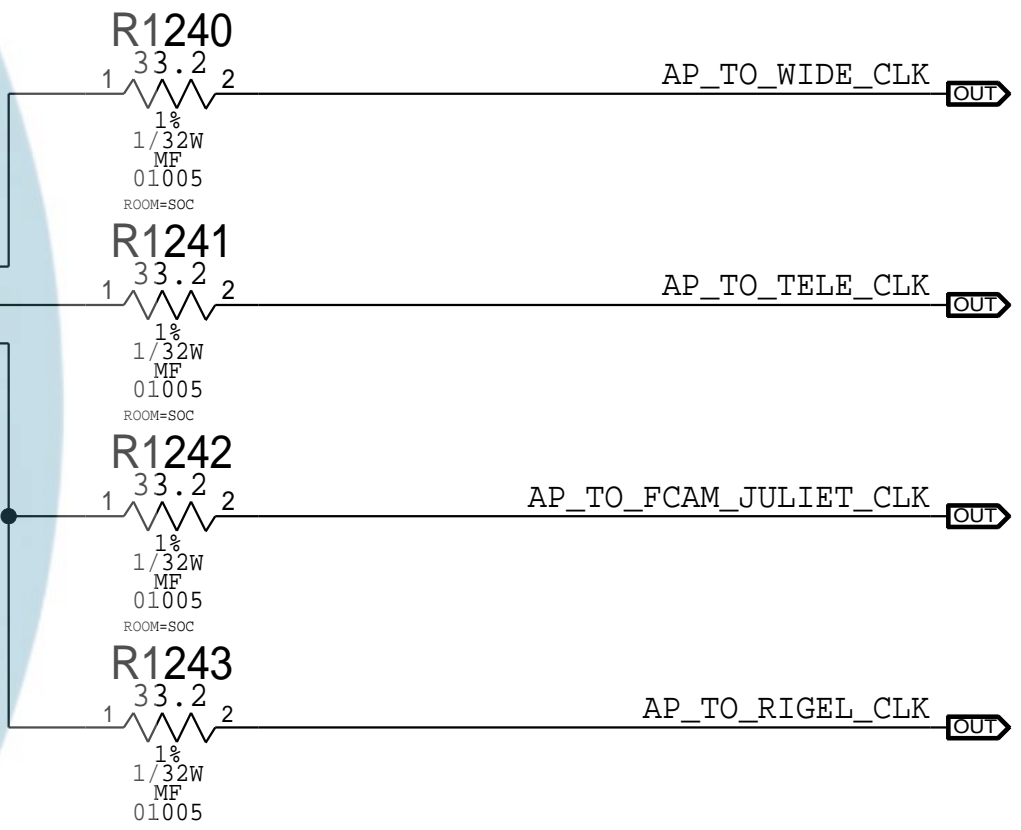 R1240
33.2
1 2 AP_TO_WIDE_CLK OUT
1%
1/32W
MF
01005
ROOM=SOC
R1241
33.2
1 2 AP_TO_TELE_CLK OUT
1%
1/32W
MF
01005
ROOM=SOC
R1242
33.2
1 2 AP_TO_FCAM_JULIET_CLK OUT
1%
1/32W
MF
01005
ROOM=SOC
R1243
33.2
1 2 AP_TO_RIGEL_CLK OUT
1%
1/32W
MF
01005